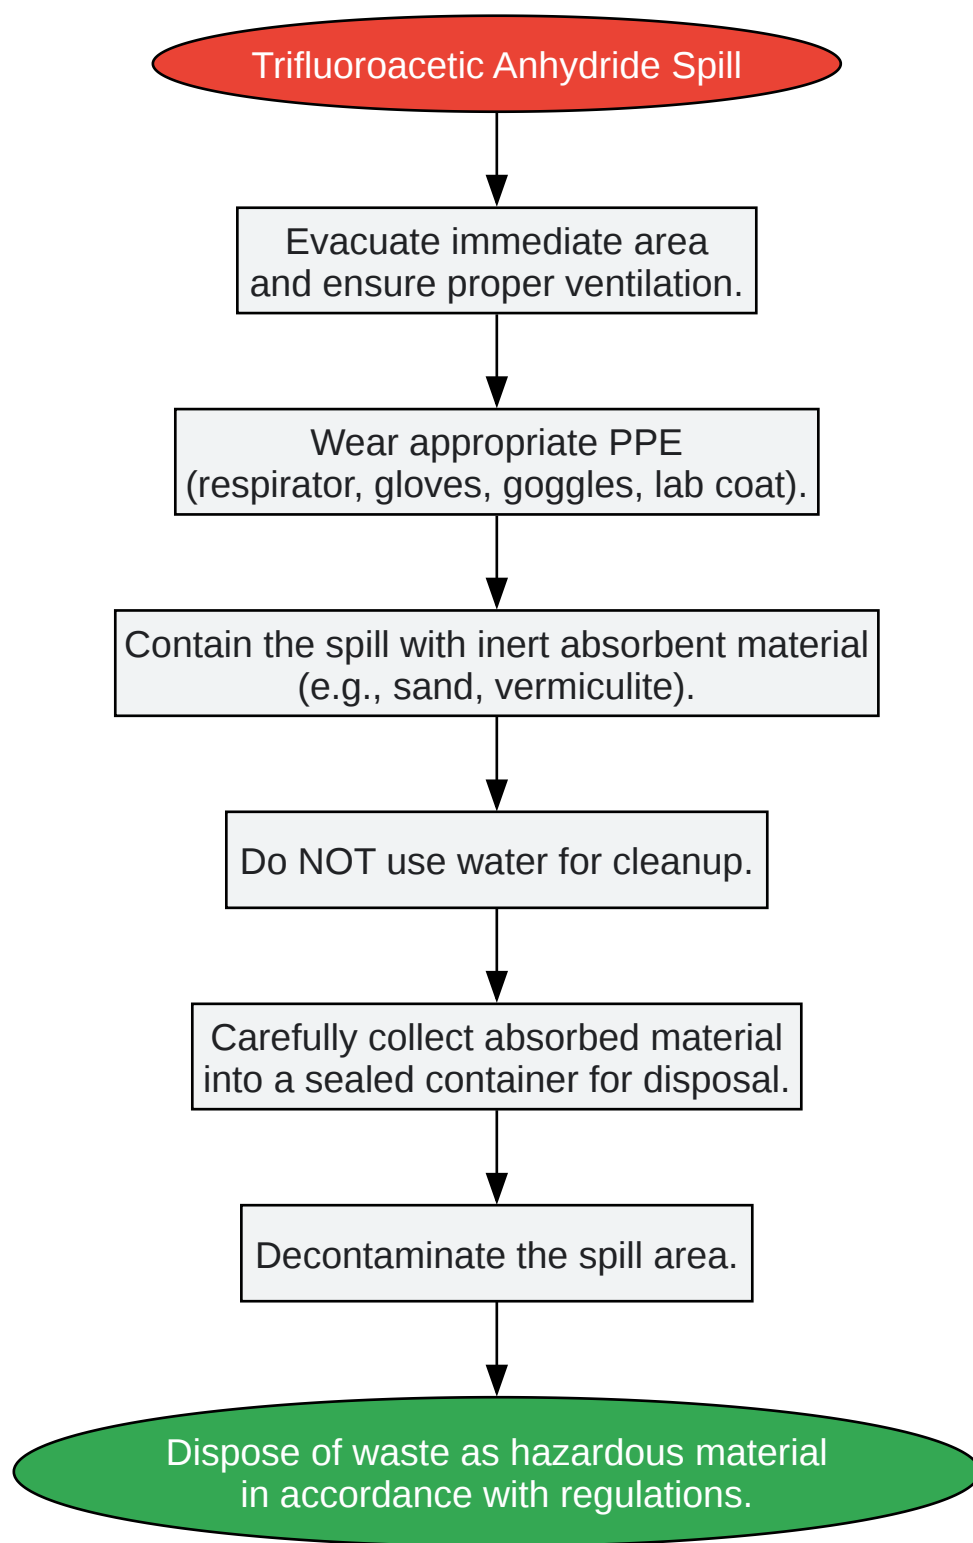 Trifluoroacetic Anhydride Spill
Evacuate immediate area
and ensure proper ventilation.
Wear appropriate PPE
(respirator, gloves, goggles, lab coat).
Contain the spill with inert absorbent material
(e.g., sand, vermiculite).
Do NOT use water for cleanup.
Carefully collect absorbed material
into a sealed container for disposal.
Decontaminate the spill area.
Dispose of waste as hazardous material
in accordance with regulations.